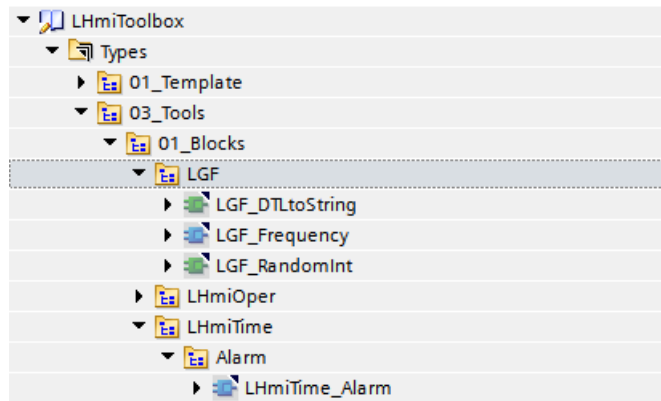 LHmiToolbox
Types
01_Template
03_Tools
01_Blocks
LGF
LGF_DTLtoString
LGF_Frequency
LGF_RandomInt
LHmiOper
LHmiTime
Alarm
LHmiTime_Alarm